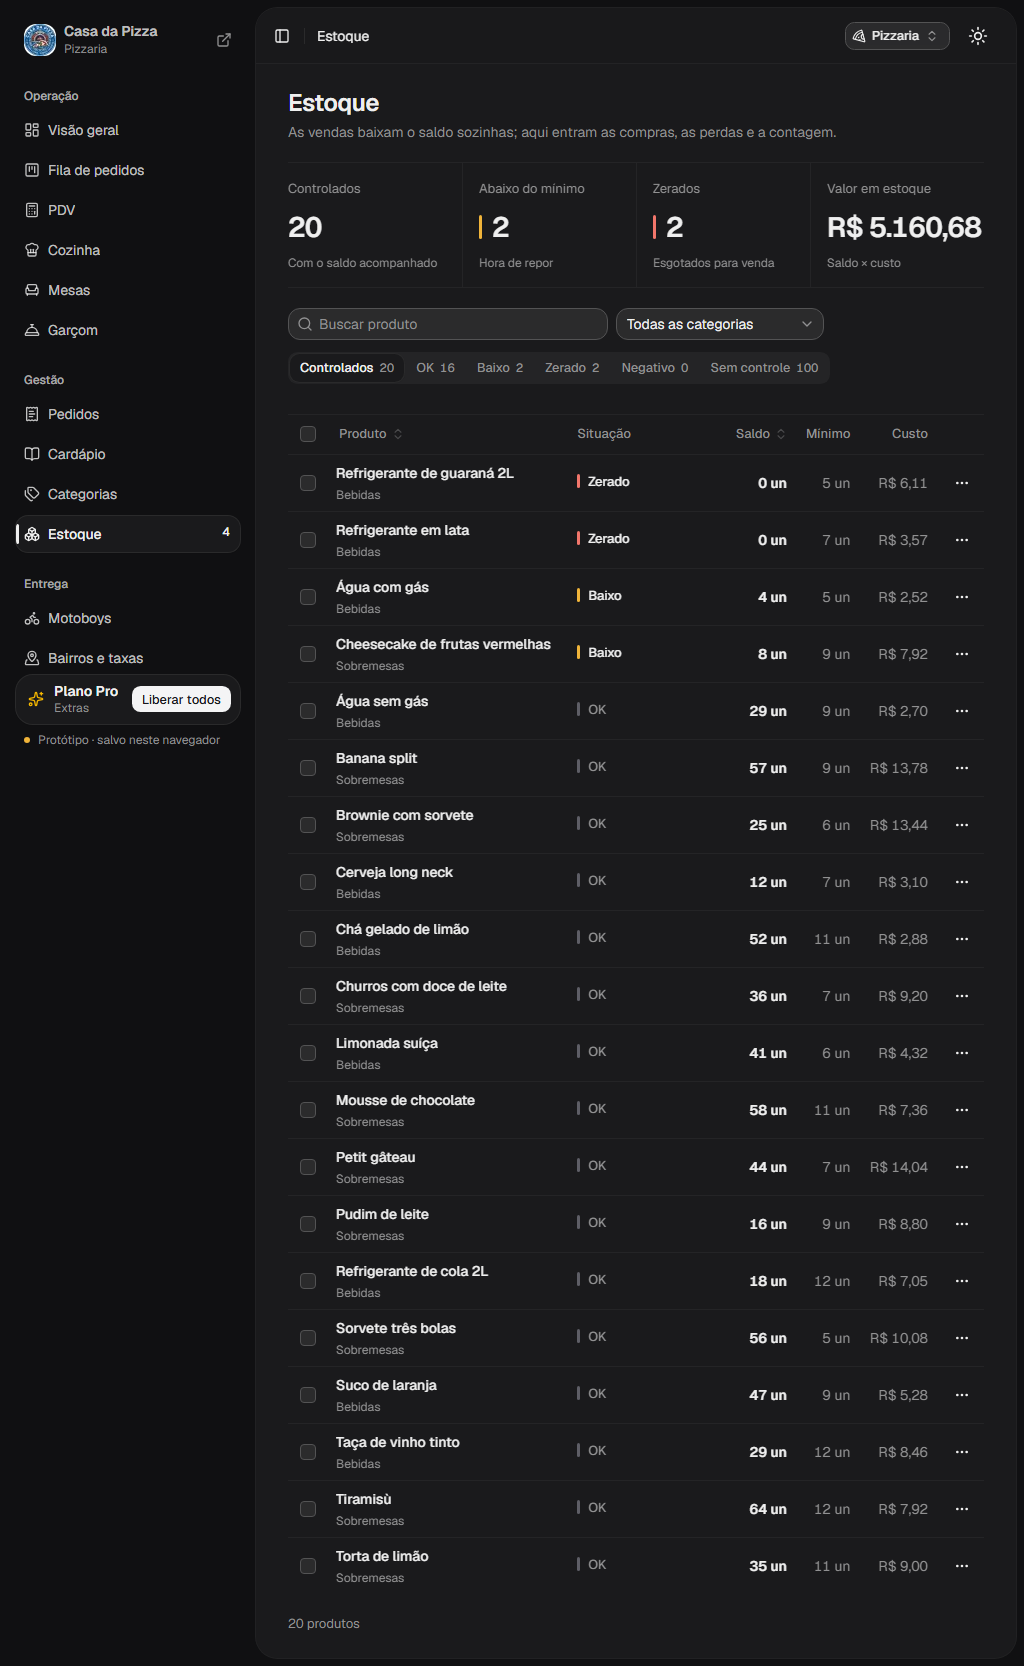 Casa da Pizza
Pizzaria
Operação
Visão geral
Fila de pedidos
PDV
Cozinha
Mesas
Garçom
Gestão
Pedidos
Cardápio
Categorias
Estoque 4
Entrega
Motoboys
Bairros e taxas
Plano Pro
Extras
Liberar todos
Protótipo · salvo neste navegador
Estoque
Pizzaria
Estoque
As vendas baixam o saldo sozinhas; aqui entram as compras, as perdas e a contagem.
Controlados
20
Com o saldo acompanhado
Abaixo do mínimo
2
Hora de repor
Zerados
2
Esgotados para venda
Valor em estoque
R$ 5.160,68
Saldo × custo
Buscar produto
Todas as categorias
Controlados 20 OK 16 Baixo 2 Zerado 2 Negativo 0 Sem controle 100
Produto Situação Saldo Mínimo Custo
Refrigerante de guaraná 2L Zerado 0 un 5 un R$ 6,11
Bebidas
Refrigerante em lata Zerado 0 un 7 un R$ 3,57
Bebidas
Água com gás Baixo 4 un 5 un R$ 2,52
Bebidas
Cheesecake de frutas vermelhas Baixo 8 un 9 un R$ 7,92
Sobremesas
Água sem gás OK 29 un 9 un R$ 2,70
Bebidas
Banana split OK 57 un 9 un R$ 13,78
Sobremesas
Brownie com sorvete OK 25 un 6 un R$ 13,44
Sobremesas
Cerveja long neck OK 12 un 7 un R$ 3,10
Bebidas
Chá gelado de limão OK 52 un 11 un R$ 2,88
Bebidas
Churros com doce de leite OK 36 un 7 un R$ 9,20
Sobremesas
Limonada suíça OK 41 un 6 un R$ 4,32
Bebidas
Mousse de chocolate OK 58 un 11 un R$ 7,36
Sobremesas
Petit gâteau OK 44 un 7 un R$ 14,04
Sobremesas
Pudim de leite OK 16 un 9 un R$ 8,80
Sobremesas
Refrigerante de cola 2L OK 18 un 12 un R$ 7,05
Bebidas
Sorvete três bolas OK 56 un 5 un R$ 10,08
Sobremesas
Suco de laranja OK 47 un 9 un R$ 5,28
Bebidas
Taça de vinho tinto OK 29 un 12 un R$ 8,46
Bebidas
Tiramisù OK 64 un 12 un R$ 7,92
Sobremesas
Torta de limão OK 35 un 11 un R$ 9,00
Sobremesas
20 produtos